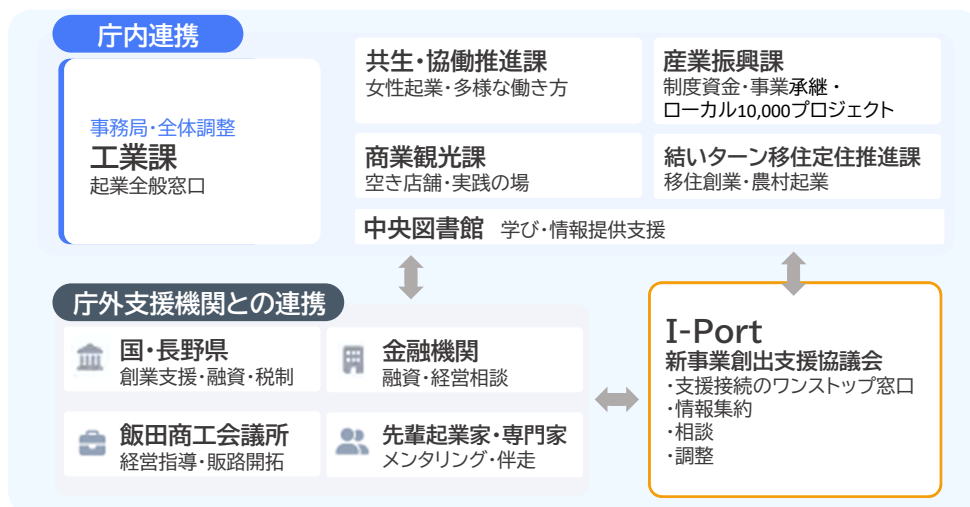 庁内連携
事務局・全体調整
工業課
起業全般窓口
共生・協働推進課
女性起業・多様な働き方
産業振興課
制度資金・事業承継・
ローカル10,000プロジェクト
商業観光課
空き店舗・実践の場
結いターン移住定住推進課
移住創業・農村起業
中央図書館 学び・情報提供支援
庁外支援機関との連携
国・長野県
創業支援・融資・税制
金融機関
融資・経営相談
飯田商工会議所
経営指導・販路開拓
先輩起業家・専門家
メンタリング・伴走
I-Port
新事業創出支援協議会
・支援接続のワンストップ窓口
・情報集約
・相談
・調整